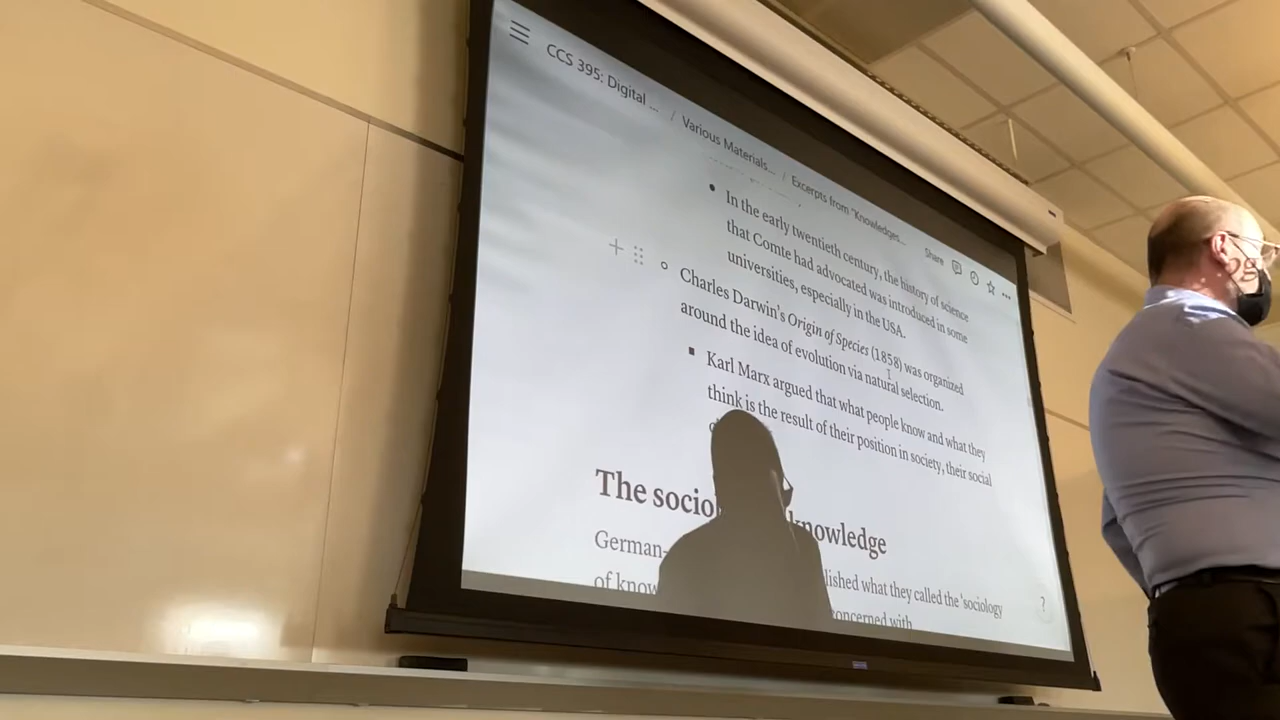 CCS 395: Digital ... / Various Materials... / Excerpts from "Knowledges...
Share
In the early twentieth century, the history of science
that Comte had advocated was introduced in some
universities, especially in the USA.
Charles Darwin's Origin of Species (1858) was organized
around the idea of evolution via natural selection.
Karl Marx argued that what people know and what they
think is the result of their position in society, their social
The socio knowledge
German-
lished what they called the 'sociology
of know
concerned with
?